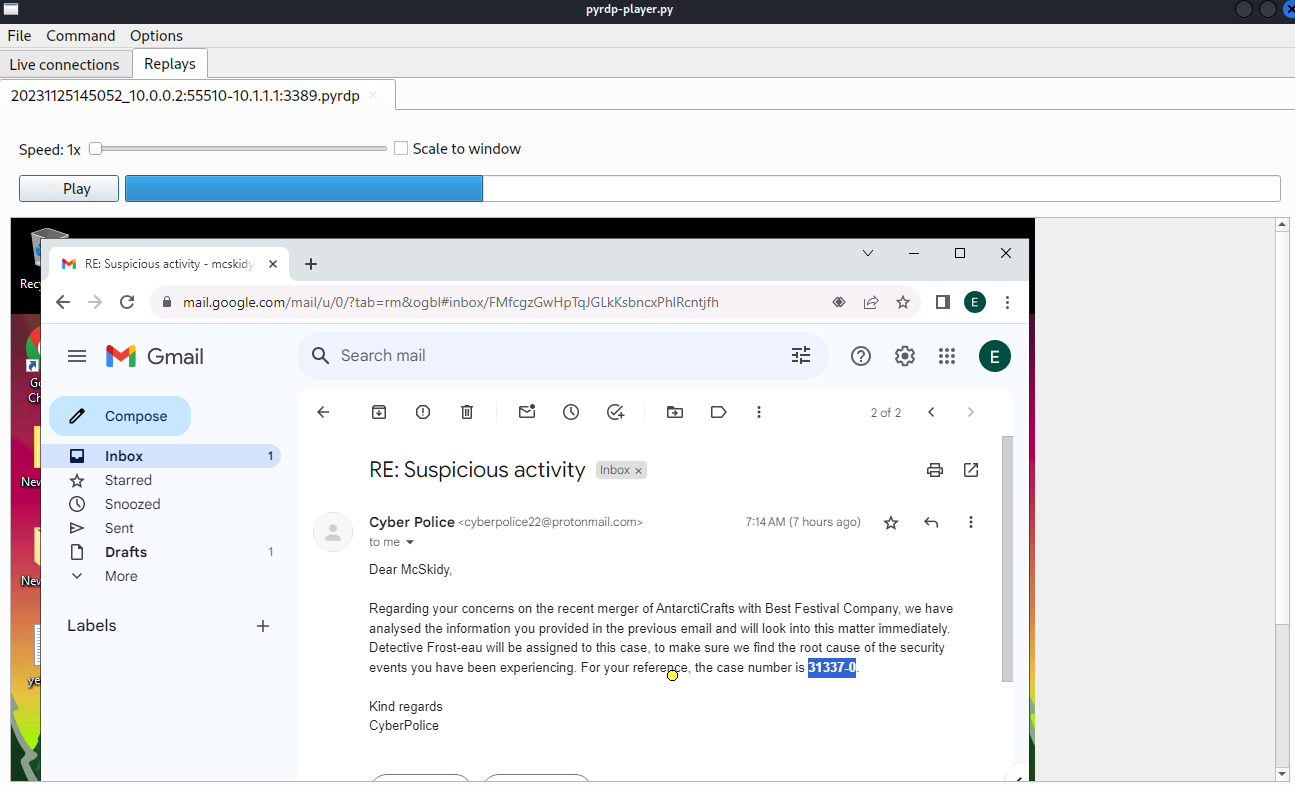 pyrdp-player.py
File Command Options
Live connections Replays
20231125145052_10.0.0.2:55510-10.1.1.1:3389.pyrdp
Speed: 1x Scale to window
Play
RE: Suspicious activity - mcskidy
mail.google.com/mail/u/0/?tab=rm&ogbl#inbox/FMfcgzGwHpTqJGLkKsbncxPhlRcntjfh
E
Gmail
Search mail
E
Compose
2 of 2
Inbox 1
Starred
Snoozed
Sent
Drafts 1
More
Labels
RE: Suspicious activity Inbox
Cyber Police <cyberpolice22@protonmail.com> 7:14 AM (7 hours ago)
to me
Dear McSkidy,
Regarding your concerns on the recent merger of AntarctiCrafts with Best Festival Company, we have
analysed the information you provided in the previous email and will look into this matter immediately.
Detective Frost-eau will be assigned to this case, to make sure we find the root cause of the security
events you have been experiencing. For your reference, the case number is 31337-0.
Kind regards
CyberPolice